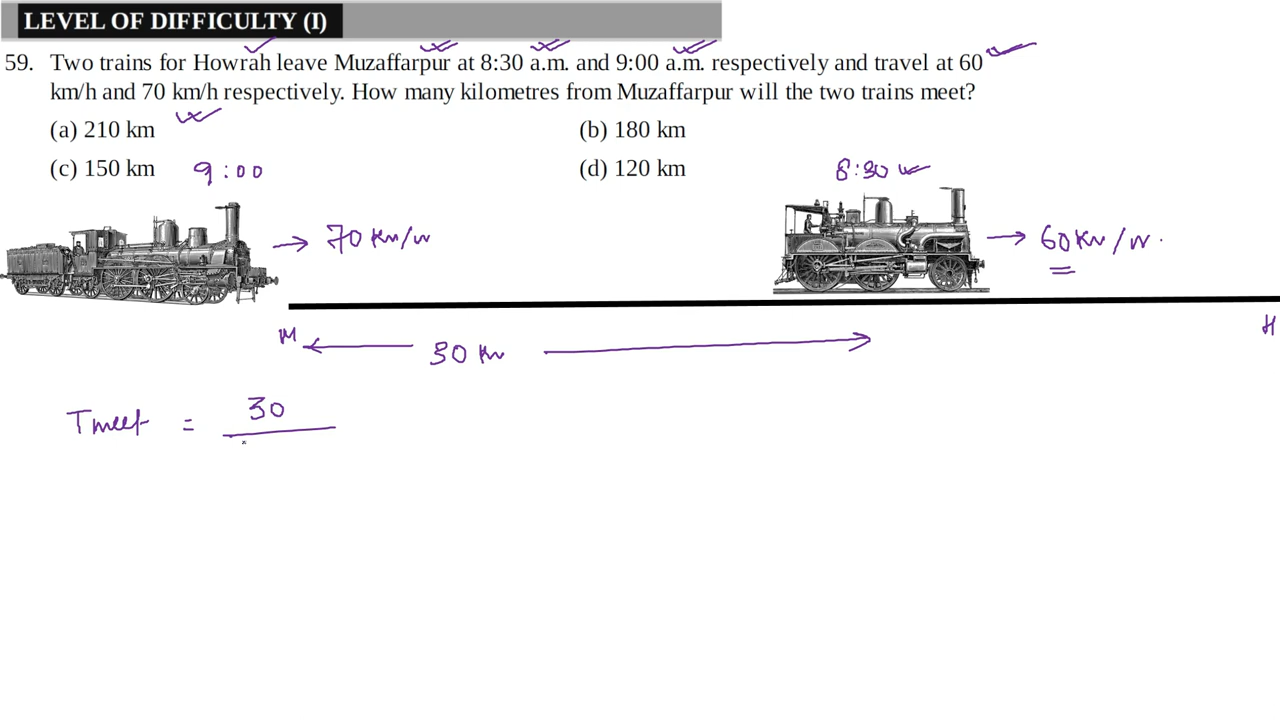 LEVEL OF DIFFICULTY (I)
59. Two trains for Howrah leave Muzaffarpur at 8:30 a.m. and 9:00 a.m. respectively and travel at 60
km/h and 70 km/h respectively. How many kilometres from Muzaffarpur will the two trains meet?
(a) 210 km (b) 180 km
(c) 150 km (d) 120 km
9:00 8:30
70 km/hr 60 km/hr
M 30 km H
Tmeet = 30